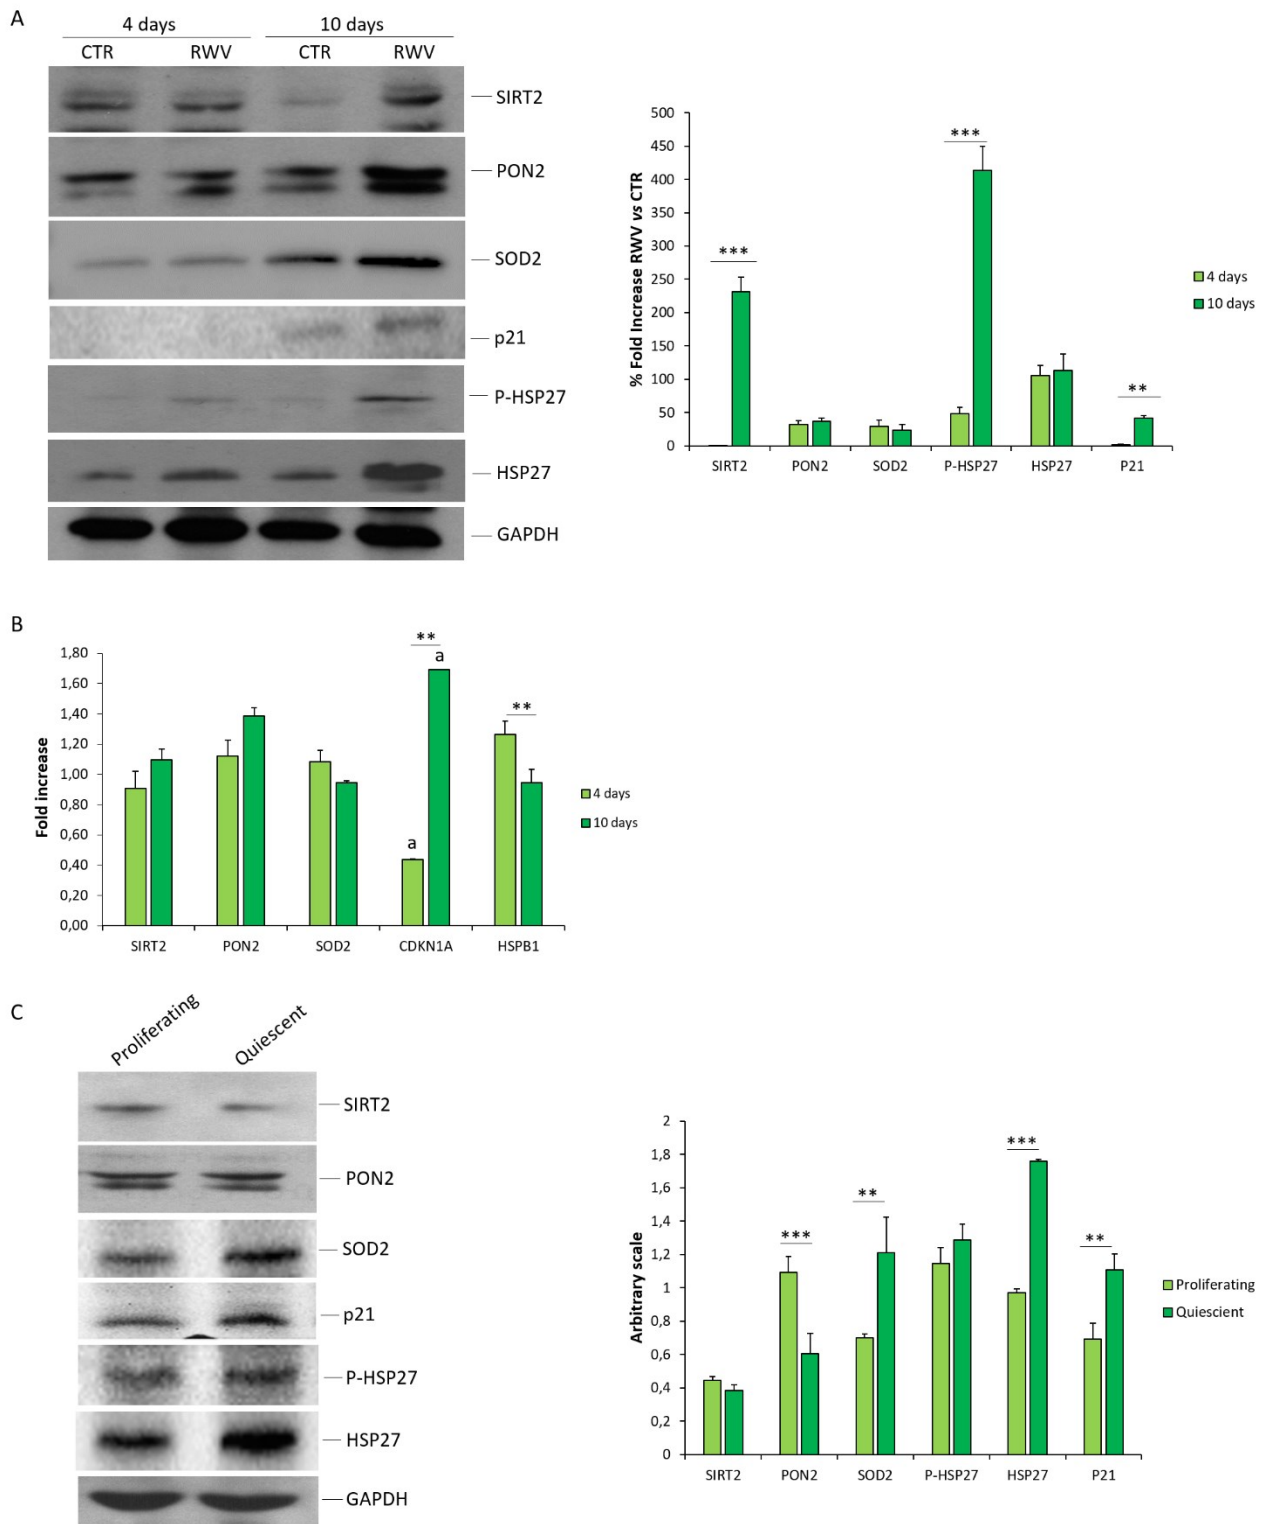 A
4 days 10 days
CTR RWV CTR RWV
SIRT2
PON2
SOD2
p21
P-HSP27
HSP27
GAPDH
% Fold Increase RWV vs CTR
500
450
400
350
300
250
200
150
100
50
0
***
***
**
SIRT2 PON2 SOD2 P-HSP27 HSP27 P21
4 days
10 days
B
Fold increase
1,80
1,60
1,40
1,20
1,00
0,80
0,60
0,40
0,20
0,00
**
a
a
**
SIRT2 PON2 SOD2 CDKN1A HSPB1
4 days
10 days
C
Proliferating Quiescent
SIRT2
PON2
SOD2
p21
P-HSP27
HSP27
GAPDH
Arbitrary scale
2
1,8
1,6
1,4
1,2
1
0,8
0,6
0,4
0,2
0
***
**
***
**
SIRT2 PON2 SOD2 P-HSP27 HSP27 P21
Proliferating
Quiescient